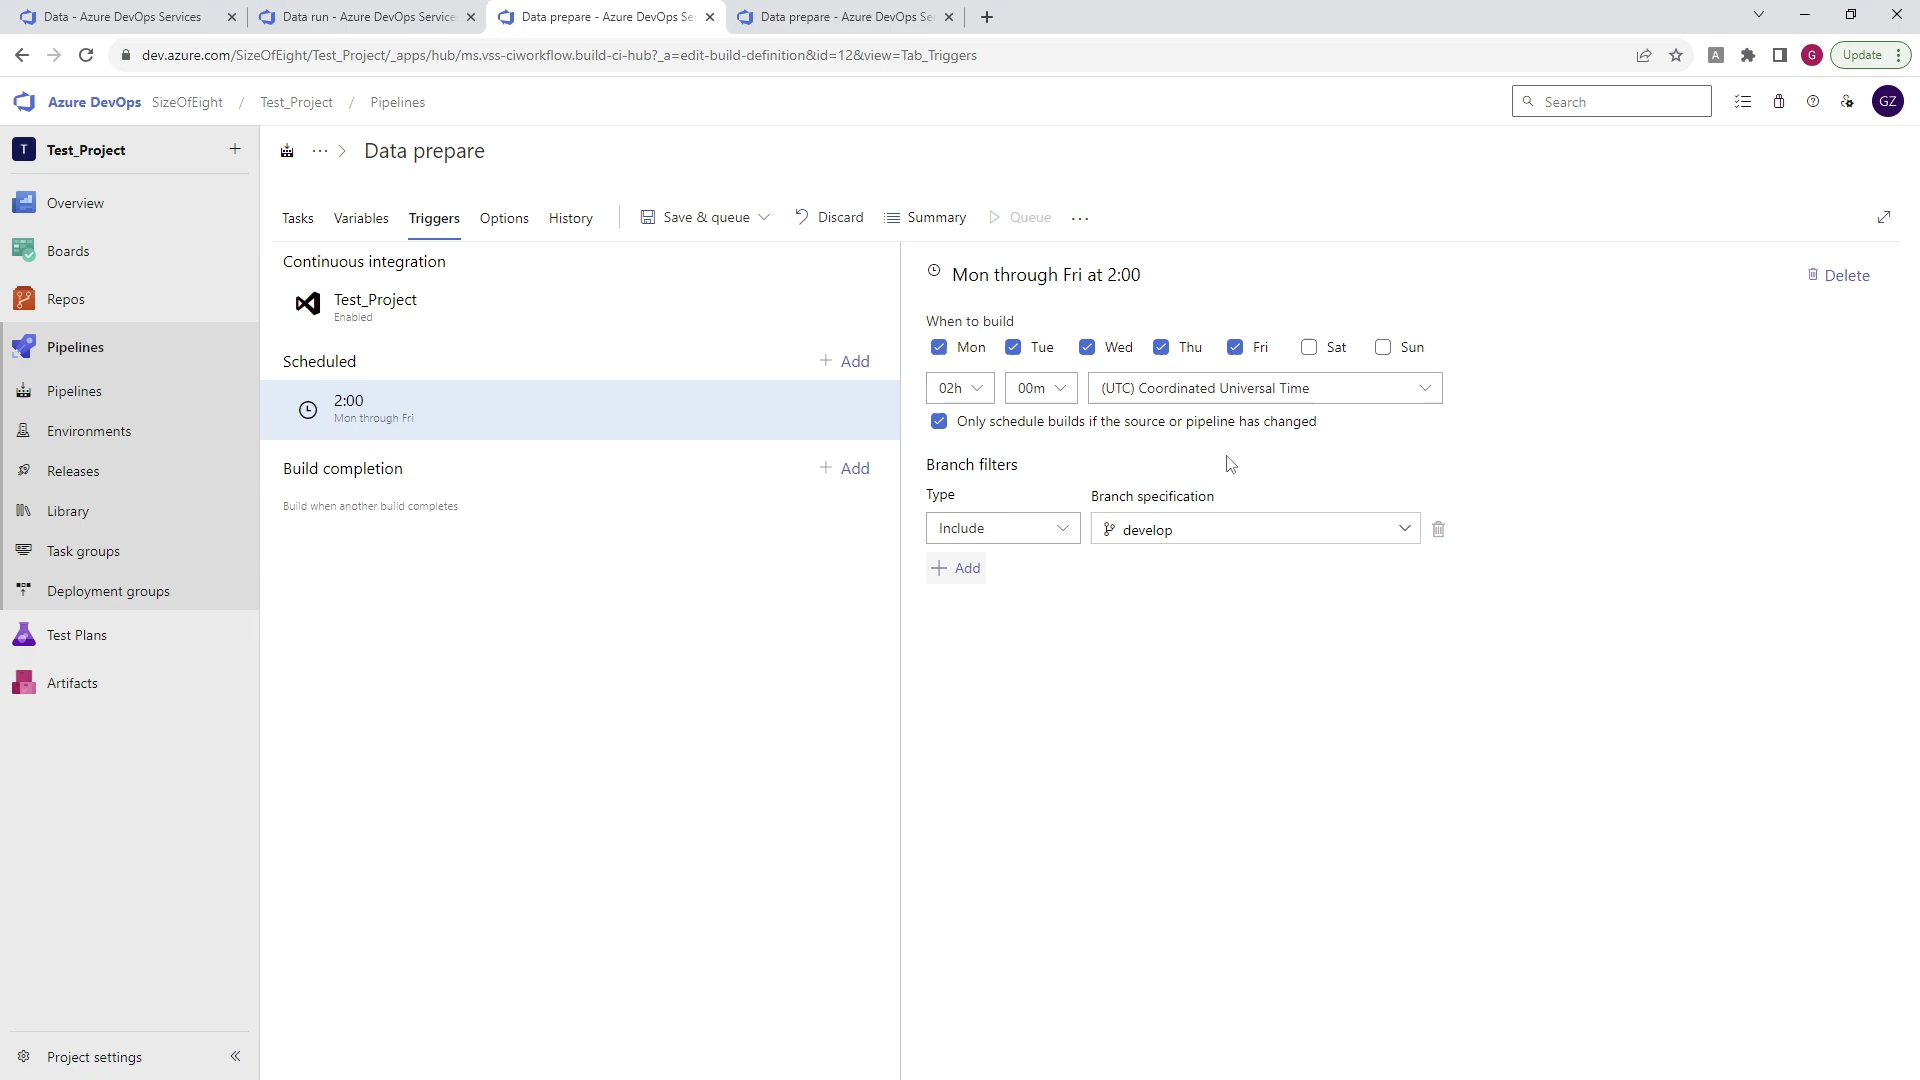 Data - Azure DevOps Services
Data run - Azure DevOps Service
Data prepare - Azure DevOps Se
Data prepare - Azure DevOps Se
dev.azure.com/SizeOfEight/Test_Project/_apps/hub/ms.vss-ciworkflow.build-ci-hub?_a=edit-build-definition&id=12&view=Tab_Triggers
A
G
Update
Azure DevOps SizeOfEight / Test_Project / Pipelines
Search
GZ
T Test_Project
Overview
Boards
Repos
Pipelines
Pipelines
Environments
Releases
Library
Task groups
Deployment groups
Test Plans
Artifacts
Project settings
Data prepare
Tasks Variables Triggers Options History Save & queue Discard Summary Queue
Continuous integration
Test_Project
Enabled
Scheduled
Add
2:00
Mon through Fri
Build completion
Add
Build when another build completes
Mon through Fri at 2:00
Delete
When to build
Mon Tue Wed Thu Fri Sat Sun
02h 00m (UTC) Coordinated Universal Time
Only schedule builds if the source or pipeline has changed
Branch filters
Type Branch specification
Include develop
Add